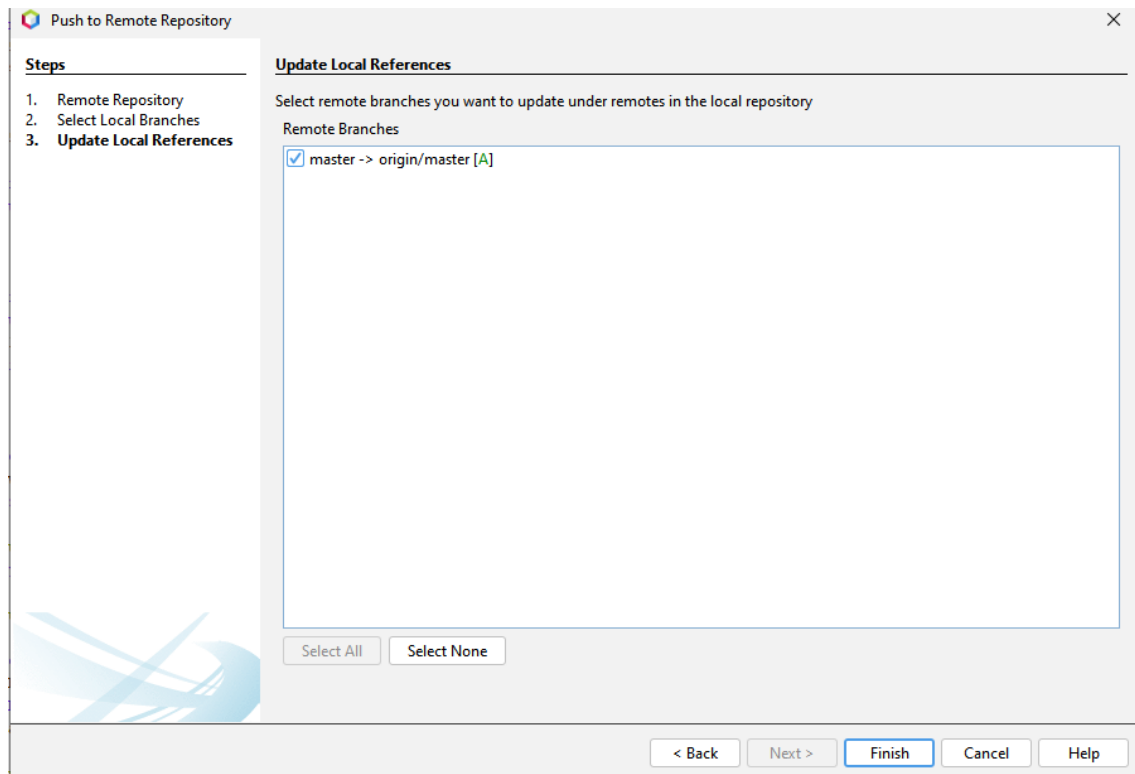 Push to Remote Repository
Steps
1. Remote Repository
2. Select Local Branches
3. Update Local References
Update Local References
Select remote branches you want to update under remotes in the local repository
Remote Branches
master -> origin/master [A]
Select All
Select None
< Back
Next >
Finish
Cancel
Help